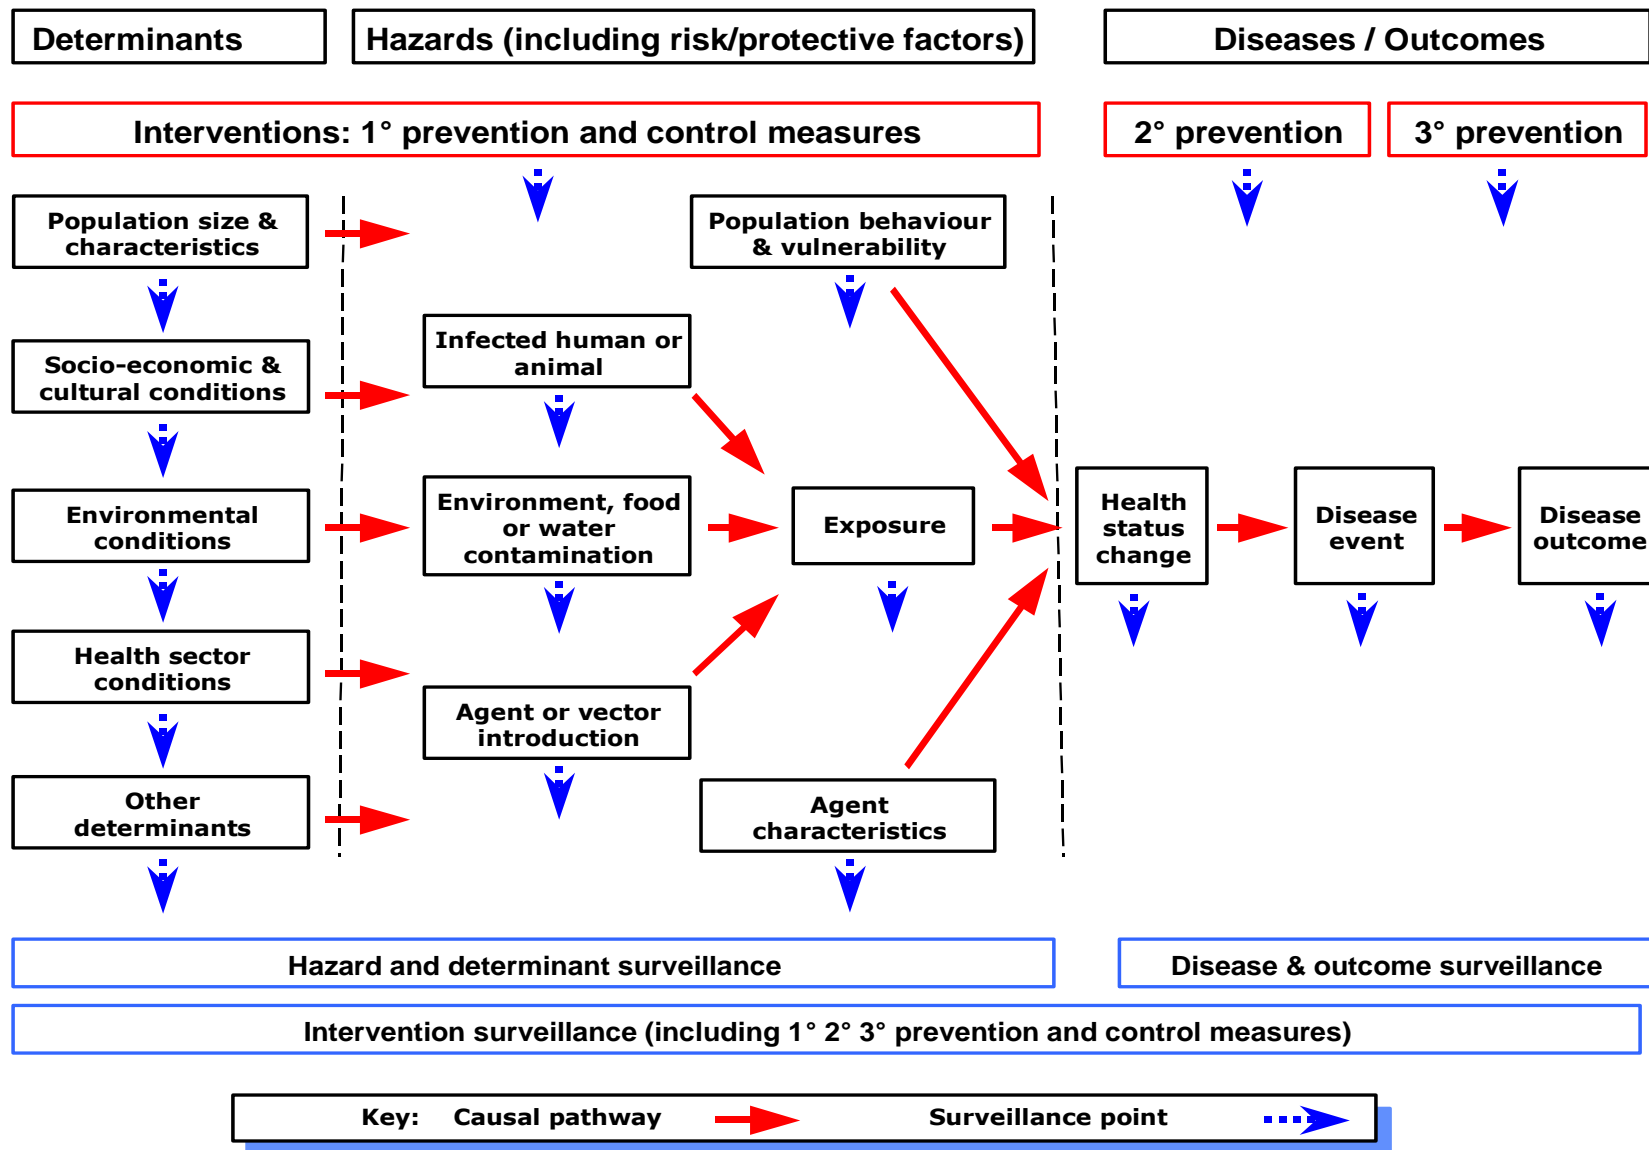 Determinants
Hazards (including risk/protective factors)
Diseases / Outcomes
Interventions: 1° prevention and control measures
2° prevention
3° prevention
Population size &
characteristics
Population behaviour
& vulnerability
Infected human or
animal
Socio-economic &
cultural conditions
Environmental
conditions
Environment, food
or water
contamination
Exposure
Health
status
change
Disease
event
Disease
outcome
Health sector
conditions
Agent or vector
introduction
Other
determinants
Agent
characteristics
Hazard and determinant surveillance
Disease & outcome surveillance
Intervention surveillance (including 1° 2° 3° prevention and control measures)
Key: Causal pathway Surveillance point